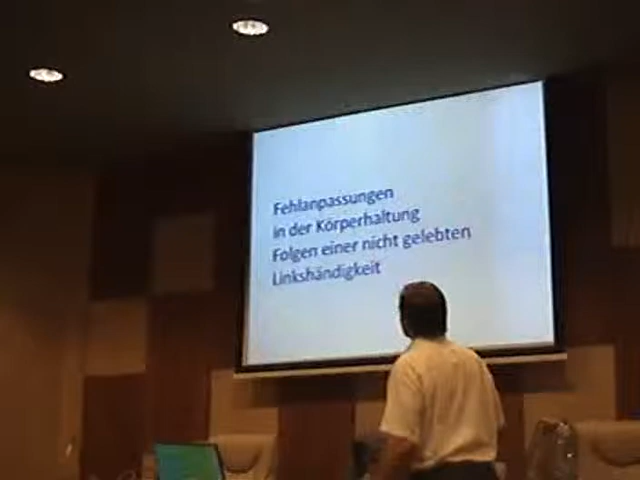 Fehlanpassungen
in der Körperhaltung
Folgen einer nicht gelebten
Linkshändigkeit